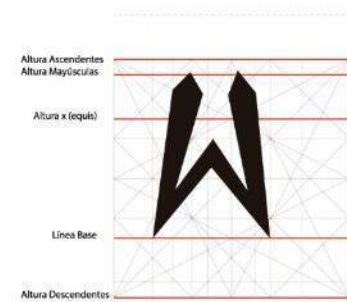 Altura Ascendentes
Altura Mayúsculas
Altura x (equis)
Línea Base
Altura Descendentes